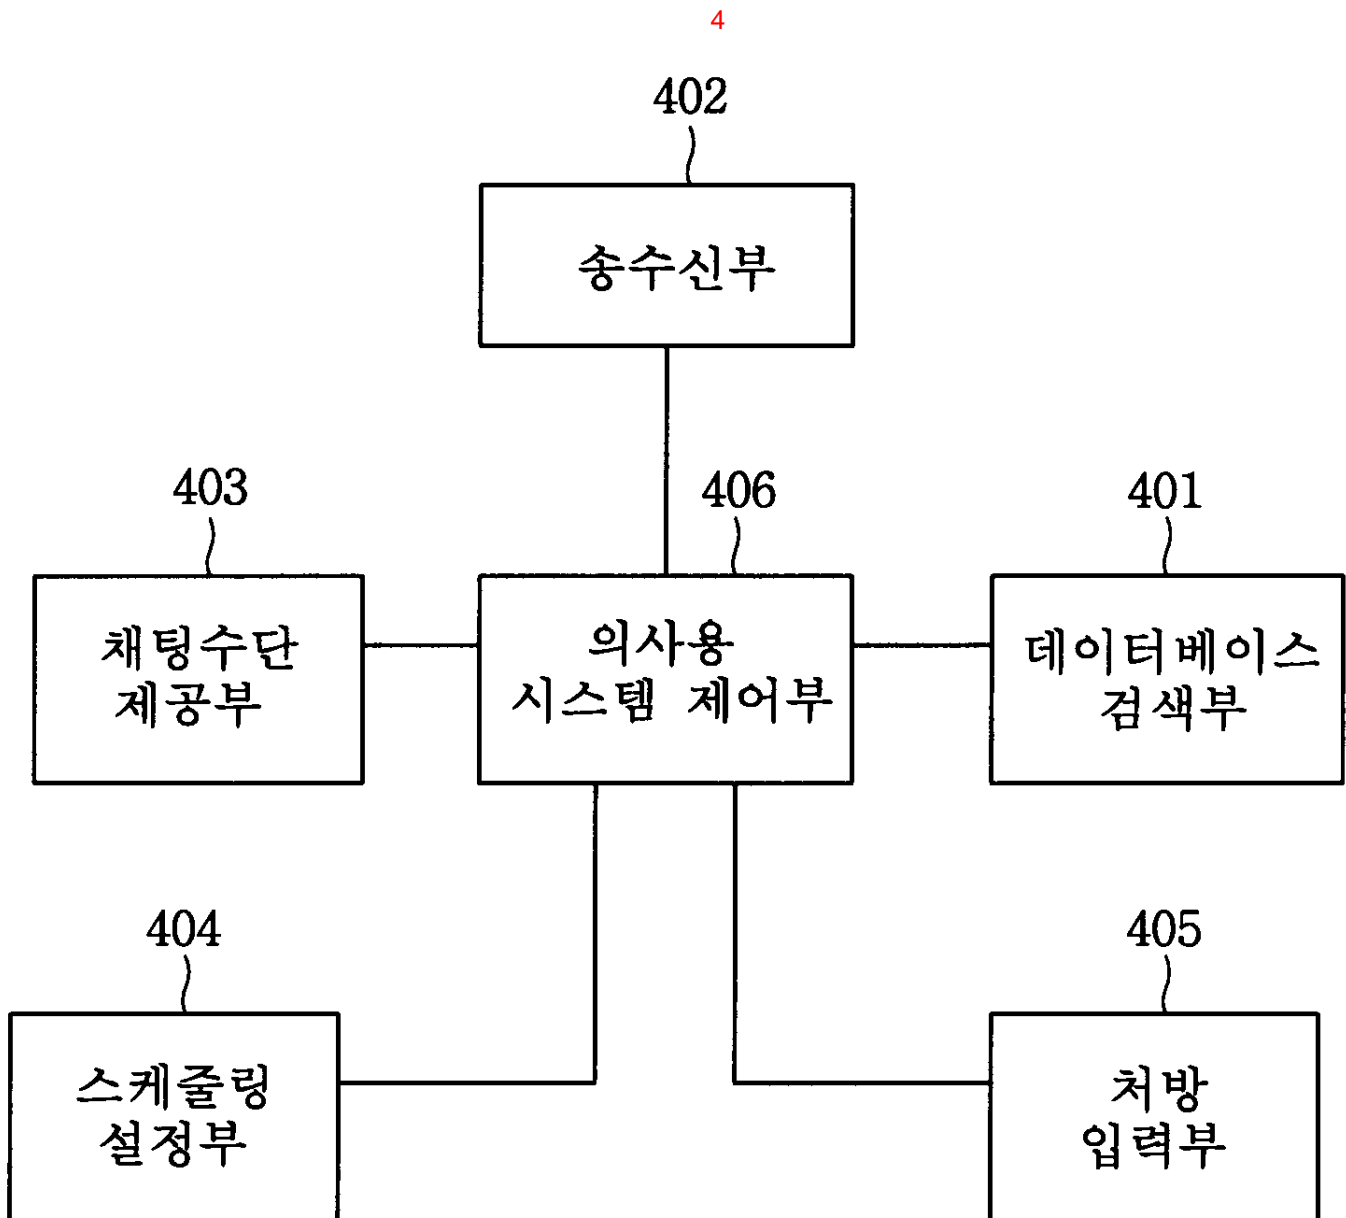 4
402
송수신부
403
406
401
채팅수단
제공부
의사용
시스템 제어부
데이터베이스
검색부
404
405
스케줄링
설정부
처방
입력부